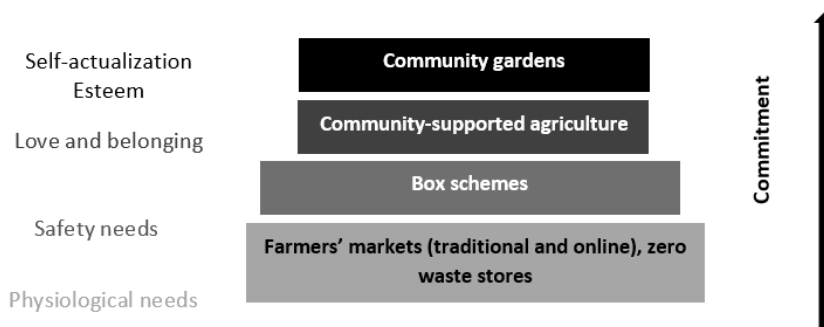 Self-actualization
Esteem
Love and belonging
Safety needs
Physiological needs
Community gardens
Community-supported agriculture
Box schemes
Farmers’ markets (traditional and online), zero
waste stores
Commitment